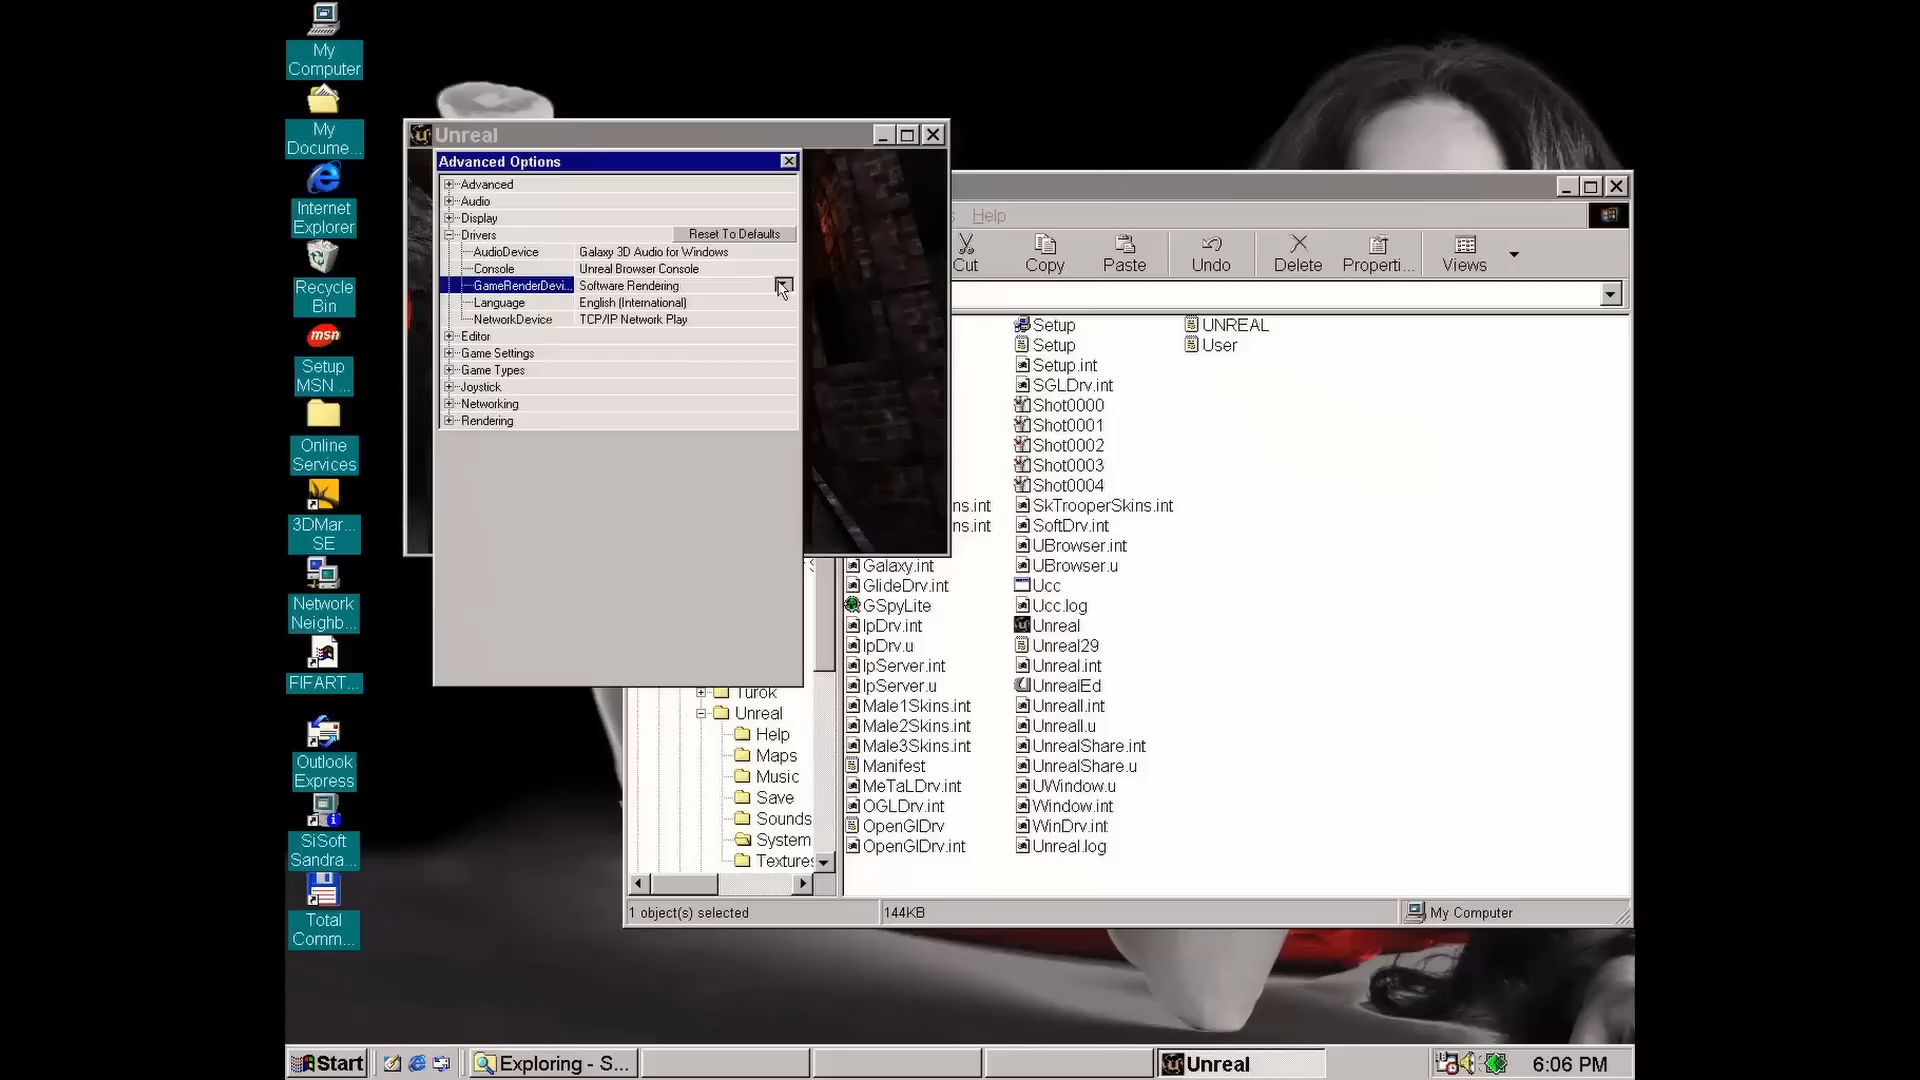 My
Computer
My
Docume...
Internet
Explorer
Recycle
Bin
msn
Setup
MSN ...
Online
Services
3DMar...
SE
Network
Neighb...
FIFART...
Outlook
Express
SiSoft
Sandra...
Total
Comm...
Unreal
Advanced Options
Advanced
Audio
Display
Drivers
Reset To Defaults
AudioDevice Galaxy 3D Audio for Windows
Console Unreal Browser Console
GameRenderDevi... Software Rendering
Language English (International)
NetworkDevice TCP/IP Network Play
Editor
Game Settings
Game Types
Joystick
Networking
Rendering
Help
Cut Copy Paste Undo Delete Properti... Views
Turok
Unreal
Help
Maps
Music
Save
Sounds
System
Textures
ns.int
ns.int
Galaxy.int
GlideDrv.int
GSpyLite
IpDrv.int
IpDrv.u
IpServer.int
IpServer.u
Male1Skins.int
Male2Skins.int
Male3Skins.int
Manifest
MeTaLDrv.int
OGLDrv.int
OpenGlDrv
OpenGlDrv.int
Setup
Setup
Setup.int
SGLDrv.int
Shot0000
Shot0001
Shot0002
Shot0003
Shot0004
SkTrooperSkins.int
SoftDrv.int
UBrowser.int
UBrowser.u
Ucc
Ucc.log
Unreal
Unreal29
Unreal.int
UnrealEd
UnrealI.int
UnrealI.u
UnrealShare.int
UnrealShare.u
UWindow.u
Window.int
WinDrv.int
Unreal.log
UNREAL
User
1 object(s) selected 144KB My Computer
Start Exploring - S... Unreal 6:06 PM